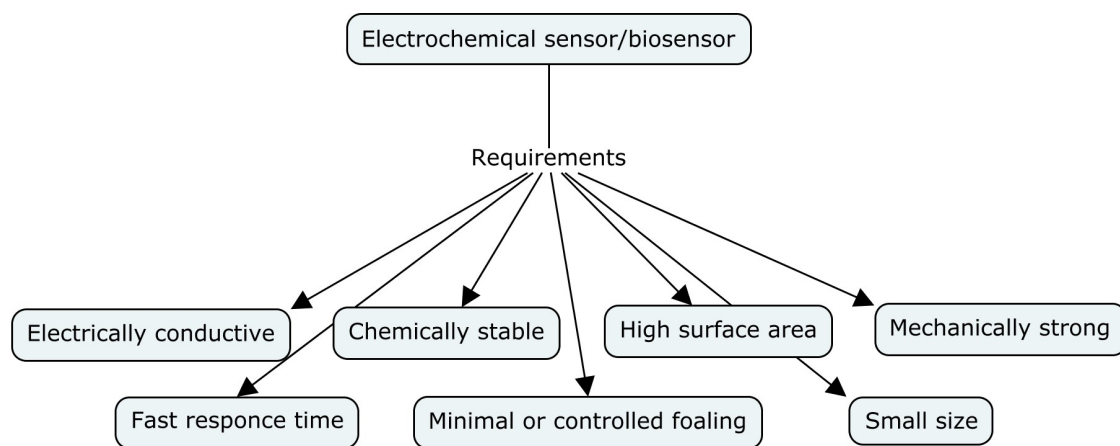 Electrochemical sensor/biosensor
Requirements
Electrically conductive
Chemically stable
High surface area
Mechanically strong
Fast responce time
Minimal or controlled foaling
Small size